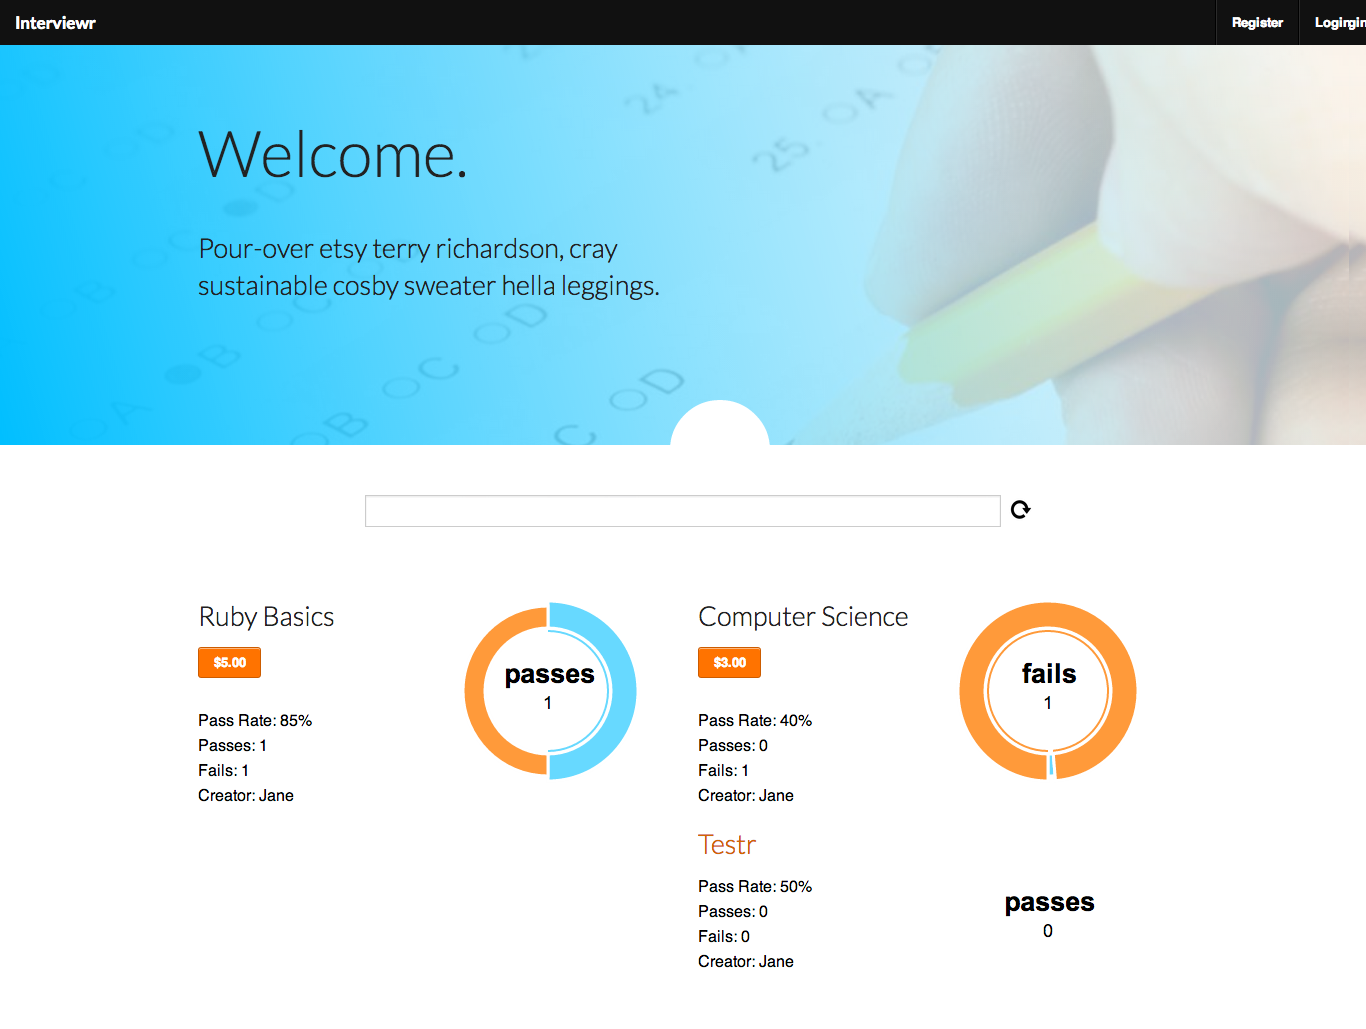 Interviewr
Register
Welcome.
Pour-over etsy terry richardson, cray
sustainable cosby sweater hella leggings.
24.
25. A
D
B
C
D
A
B
C
D
B
C
Ruby Basics
$5.00
Pass Rate: 85%
Passes: 1
Fails: 1
Creator: Jane
passes
1
Computer Science
$3.00
Pass Rate: 40%
Passes: 0
Fails: 1
Creator: Jane
fails
1
Testr
Pass Rate: 50%
Passes: 0
Fails: 0
Creator: Jane
passes
0